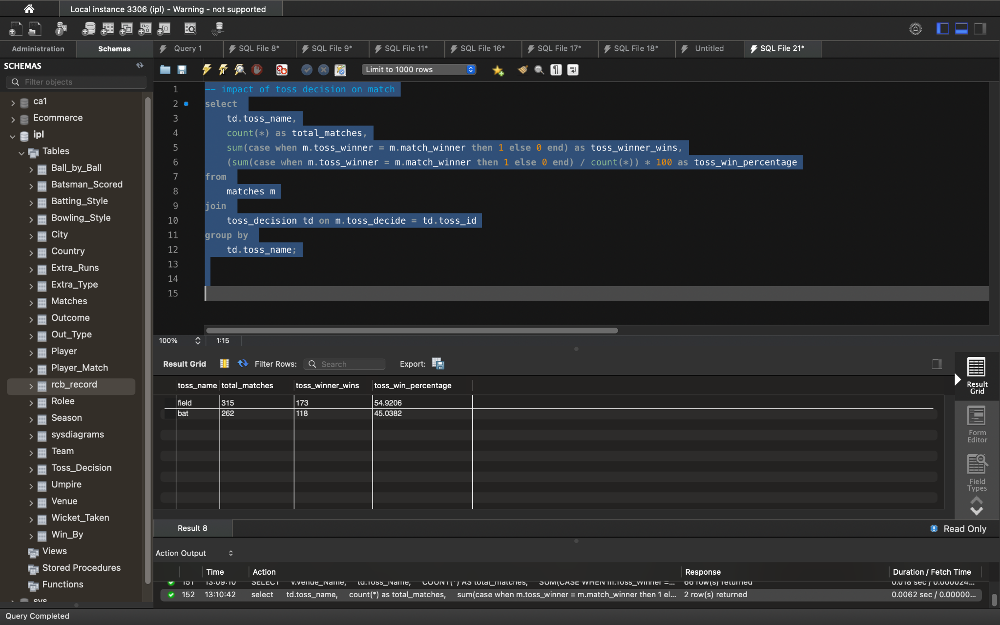 Local instance 3306 (ipl) - Warning - not supported
Administration
Schemas
Query 1
SQL File 8*
SQL File 9*
SQL File 11*
SQL File 16*
SQL File 17*
SQL File 18*
Untitled
SQL File 21*
SCHEMAS
Filter objects
Limit to 1000 rows
ca1
Ecommerce
ipl
Tables
Ball_by_Ball
Batsman_Scored
Batting_Style
Bowling_Style
City
Country
Extra_Runs
Extra_Type
Matches
Outcome
Out_Type
Player
Player_Match
rcb_record
Rolee
Season
sysdiagrams
Team
Toss_Decision
Umpire
Venue
Wicket_Taken
Win_By
Views
Stored Procedures
Functions
sys
1 -- impact of toss decision on match
2 select
3 td.toss_name,
4 count(*) as total_matches,
5 sum(case when m.toss_winner = m.match_winner then 1 else 0 end) as toss_winner_wins,
6 (sum(case when m.toss_winner = m.match_winner then 1 else 0 end) / count(*)) * 100 as toss_win_percentage
7 from
8 matches m
9 join
10 toss_decision td on m.toss_decide = td.toss_id
11 group by
12 td.toss_name;
13
14
15
100% 1:15
Result Grid Filter Rows: Search Export:
toss_name total_matches toss_winner_wins toss_win_percentage
field 315 173 54.9206
bat 262 118 45.0382
Result
Grid
Form
Editor
Field
Types
Result 8
Read Only
Action Output
Time Action Response Duration / Fetch Time
151 13:09:10 SELECT v.Venue_Name, td.Toss_Name, COUNT(*) AS total_matches, SUM(CASE WHEN m.Toss_Winner =... 66 row(s) returned 0.018 sec / 0.000024...
152 13:10:42 select td.toss_name, count(*) as total_matches, sum(case when m.toss_winner = m.match_winner then 1 el... 2 row(s) returned 0.0062 sec / 0.00000...
Query Completed